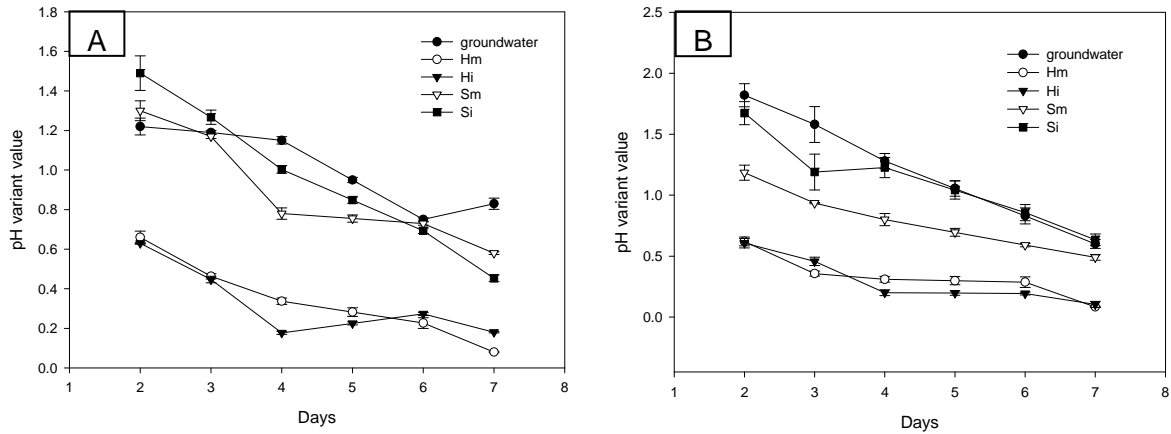 A
groundwater
Hm
Hi
Sm
Si
pH variant value
1.8
1.6
1.4
1.2
1.0
0.8
0.6
0.4
0.2
0.0
1 2 3 4 5 6 7 8
Days
B
groundwater
Hm
Hi
Sm
Si
pH variant value
2.5
2.0
1.5
1.0
0.5
0.0
1 2 3 4 5 6 7 8
Days